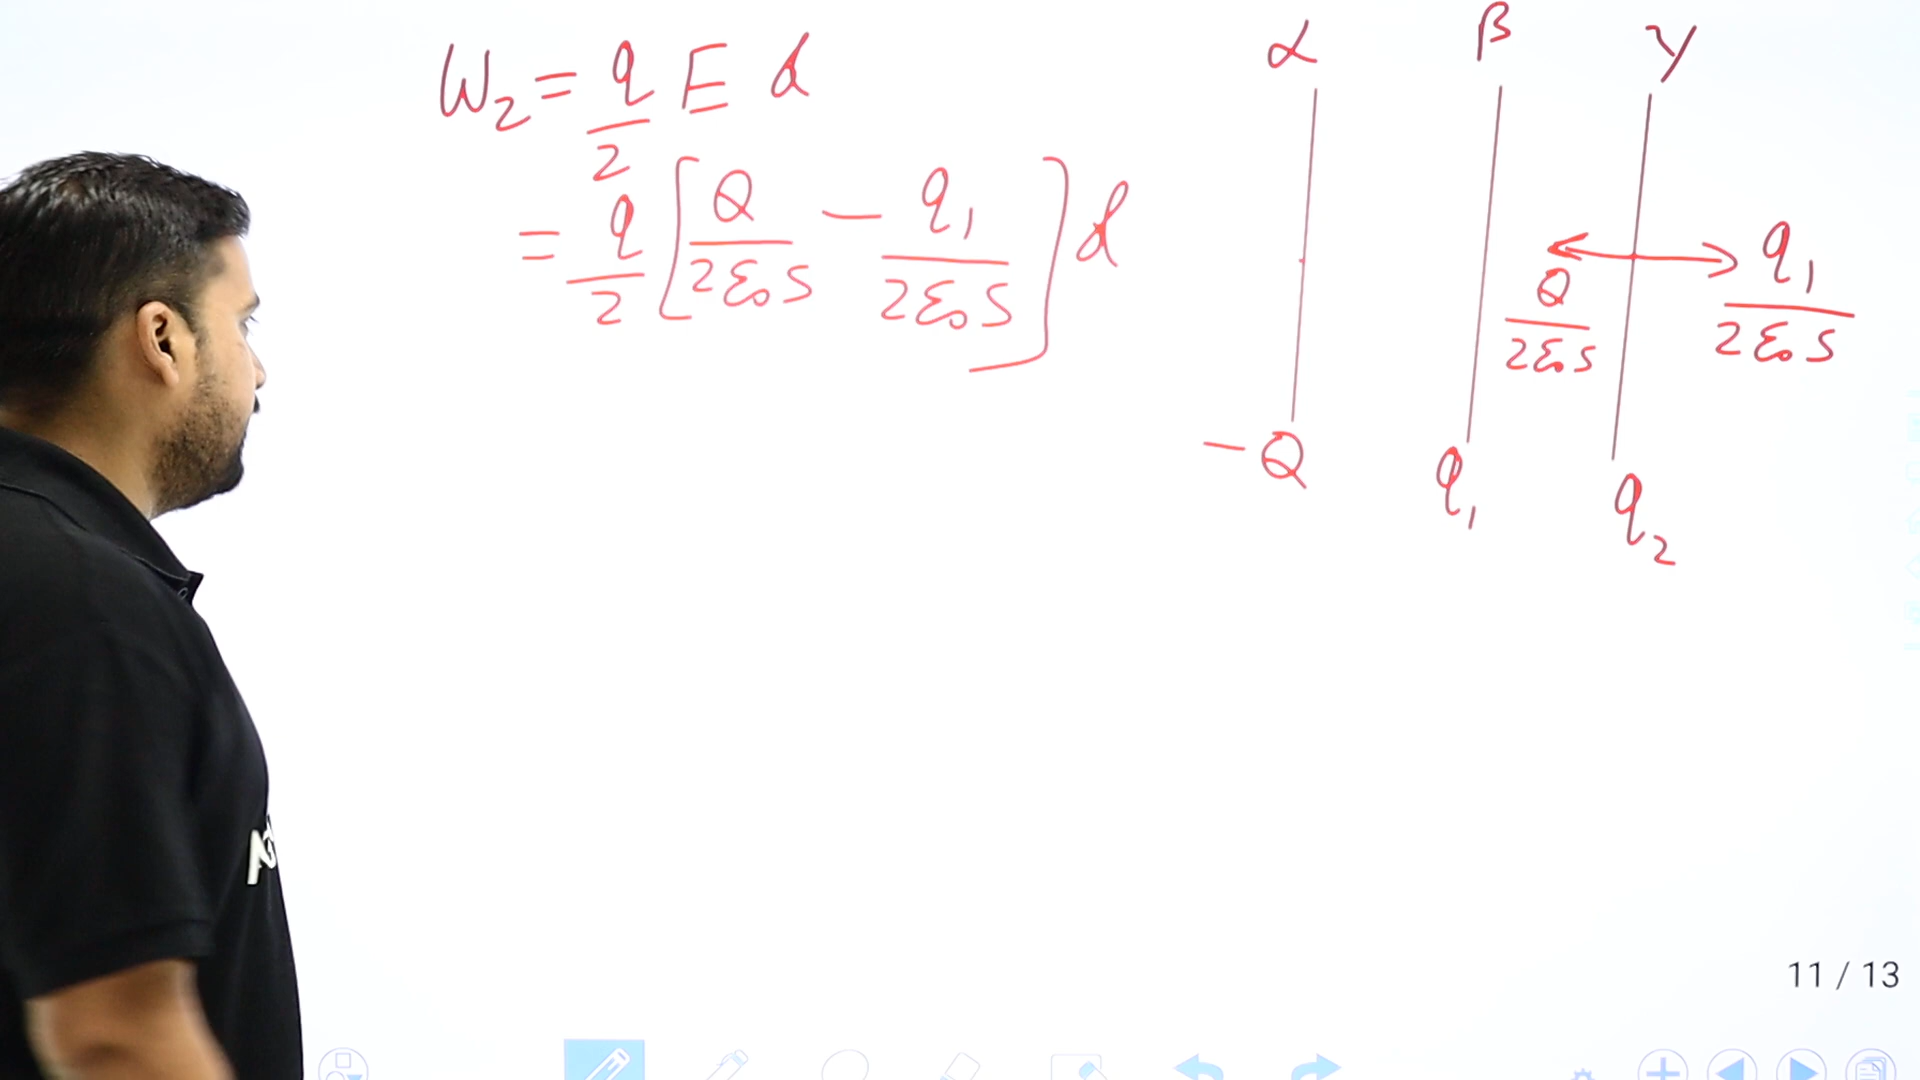 W₂ = q/2 E d
= q/2 [Q/2ε₀S − q₁/2ε₀S] d
α β γ
Q/2ε₀S q₁/2ε₀S
−Q q₁ q₂
11 / 13